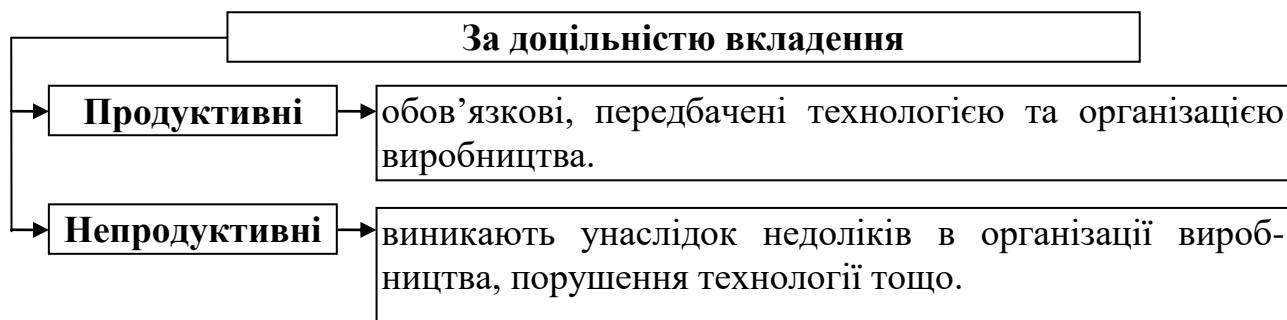 За доцільністю вкладення
Продуктивні
обов’язкові, передбачені технологією та організацією
виробництва.
Непродуктивні
виникають унаслідок недоліків в організації вироб-
ництва, порушення технології тощо.